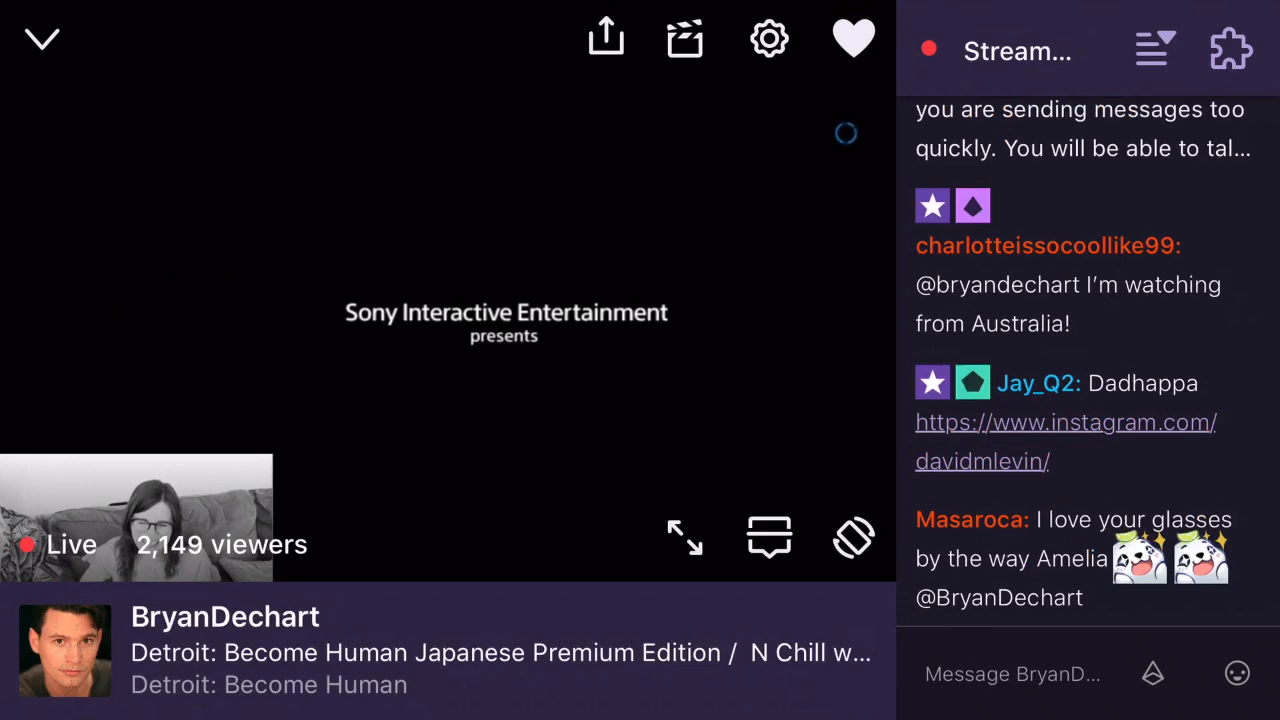 Stream...
you are sending messages too
quickly. You will be able to tal...
charlotteissocoollike99:
@bryandechart I’m watching
from Australia!
Jay_Q2: Dadhappa
https://www.instagram.com/
davidmlevin/
Masaroca: I love your glasses
by the way Amelia
@BryanDechart
Message BryanD...
Sony Interactive Entertainment
presents
Live 2,149 viewers
BryanDechart
Detroit: Become Human Japanese Premium Edition / N Chill w...
Detroit: Become Human